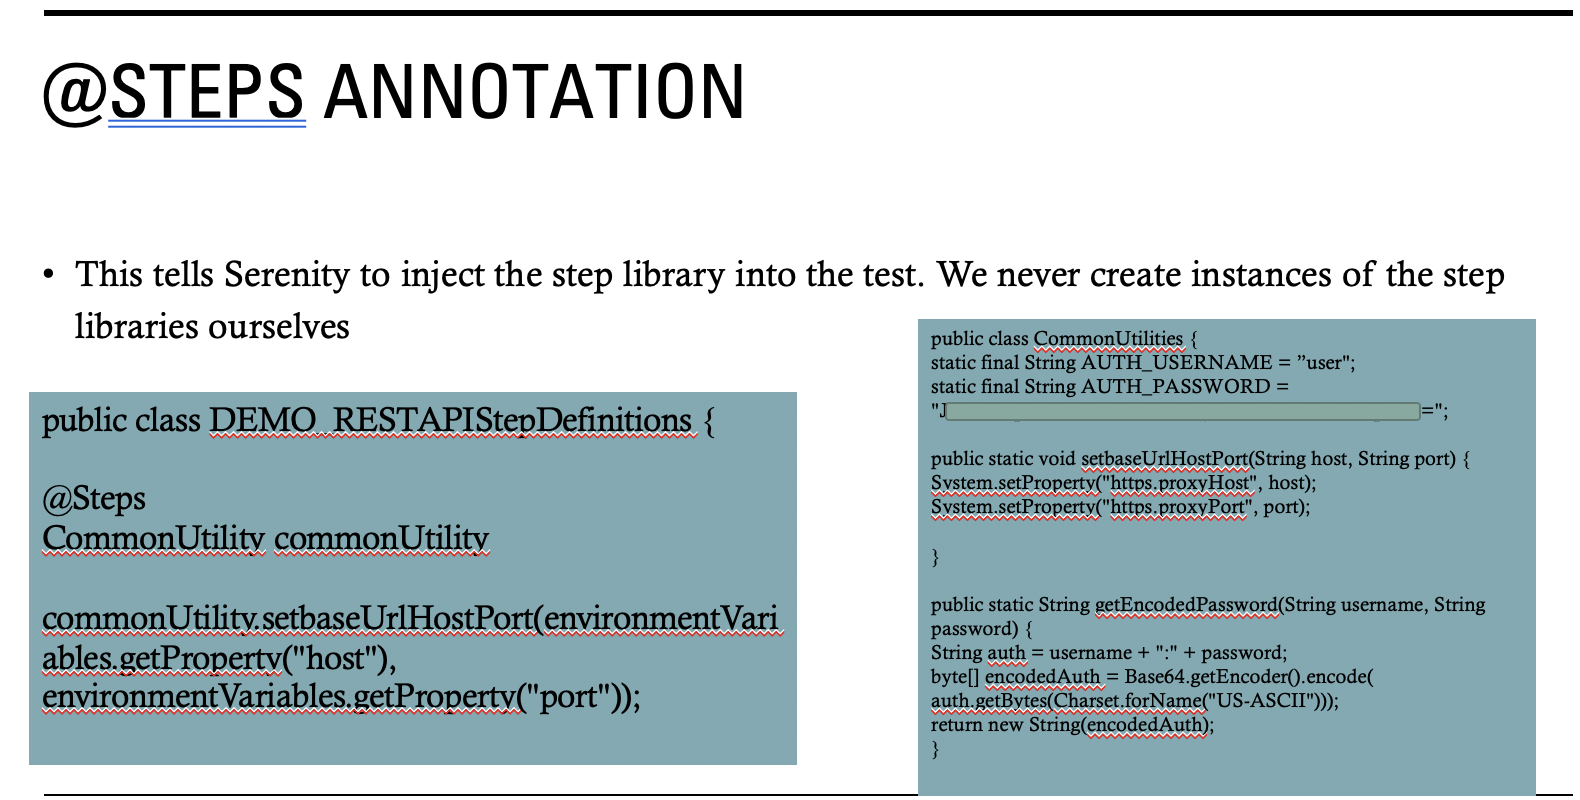 @STEPS ANNOTATION
• This tells Serenity to inject the step library into the test. We never create instances of the step
libraries ourselves
public class DEMO_RESTAPIStepDefinitions {
@Steps
CommonUtility commonUtility
commonUtility.setbaseUrlHostPort(environmentVari
ables.getProperty("host"),
environmentVariables.getProperty("port"));
public class CommonUtilities {
static final String AUTH_USERNAME = ”user";
static final String AUTH_PASSWORD =
"J =";
public static void setbaseUrlHostPort(String host, String port) {
System.setProperty("https.proxyHost", host);
System.setProperty("https.proxyPort", port);
}
public static String getEncodedPassword(String username, String
password) {
String auth = username + ":" + password;
byte[] encodedAuth = Base64.getEncoder().encode(
auth.getBytes(Charset.forName("US-ASCII")));
return new String(encodedAuth);
}